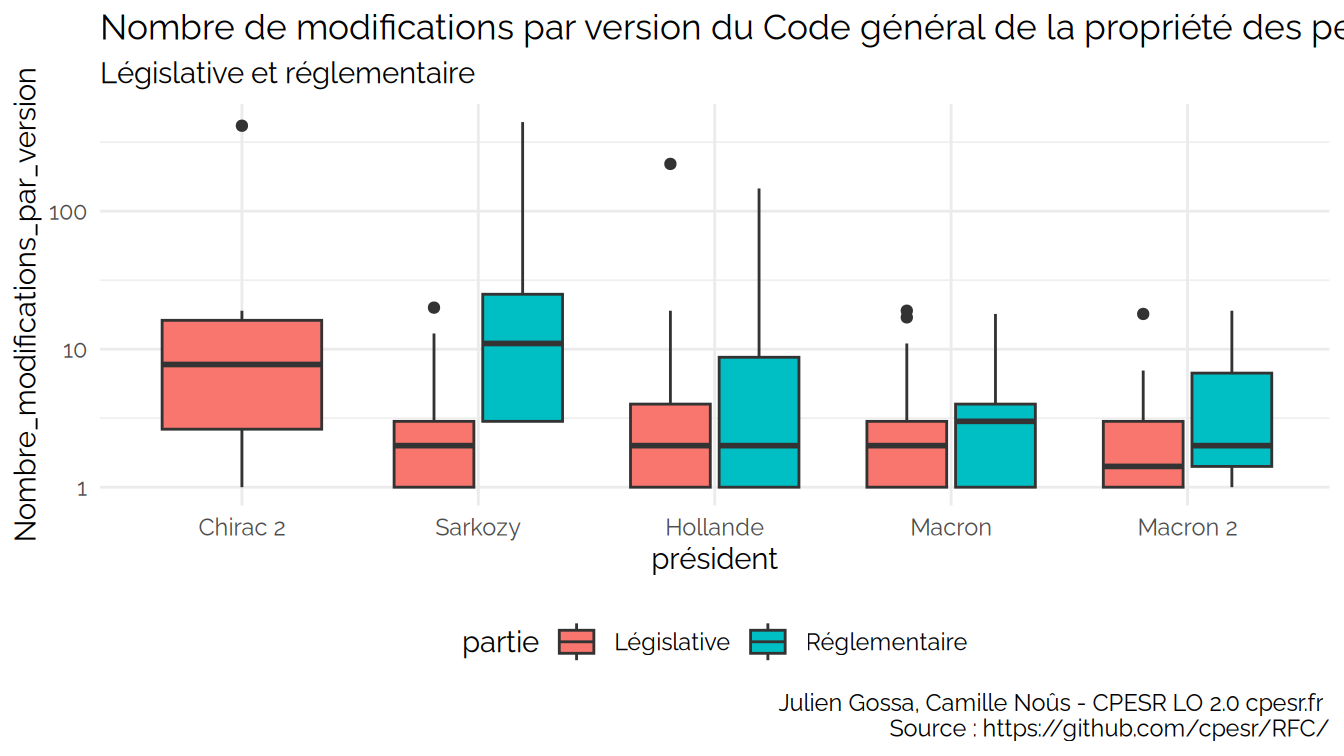 Nombre de modifications par version du Code général de la propriété des pe
Législative et réglementaire
Nombre_modifications_par_version
100
10
1
Chirac 2 Sarkozy Hollande Macron Macron 2
président
partie Législative Réglementaire
Julien Gossa, Camille Noûs - CPESR LO 2.0 cpesr.fr
Source : https://github.com/cpesr/RFC/